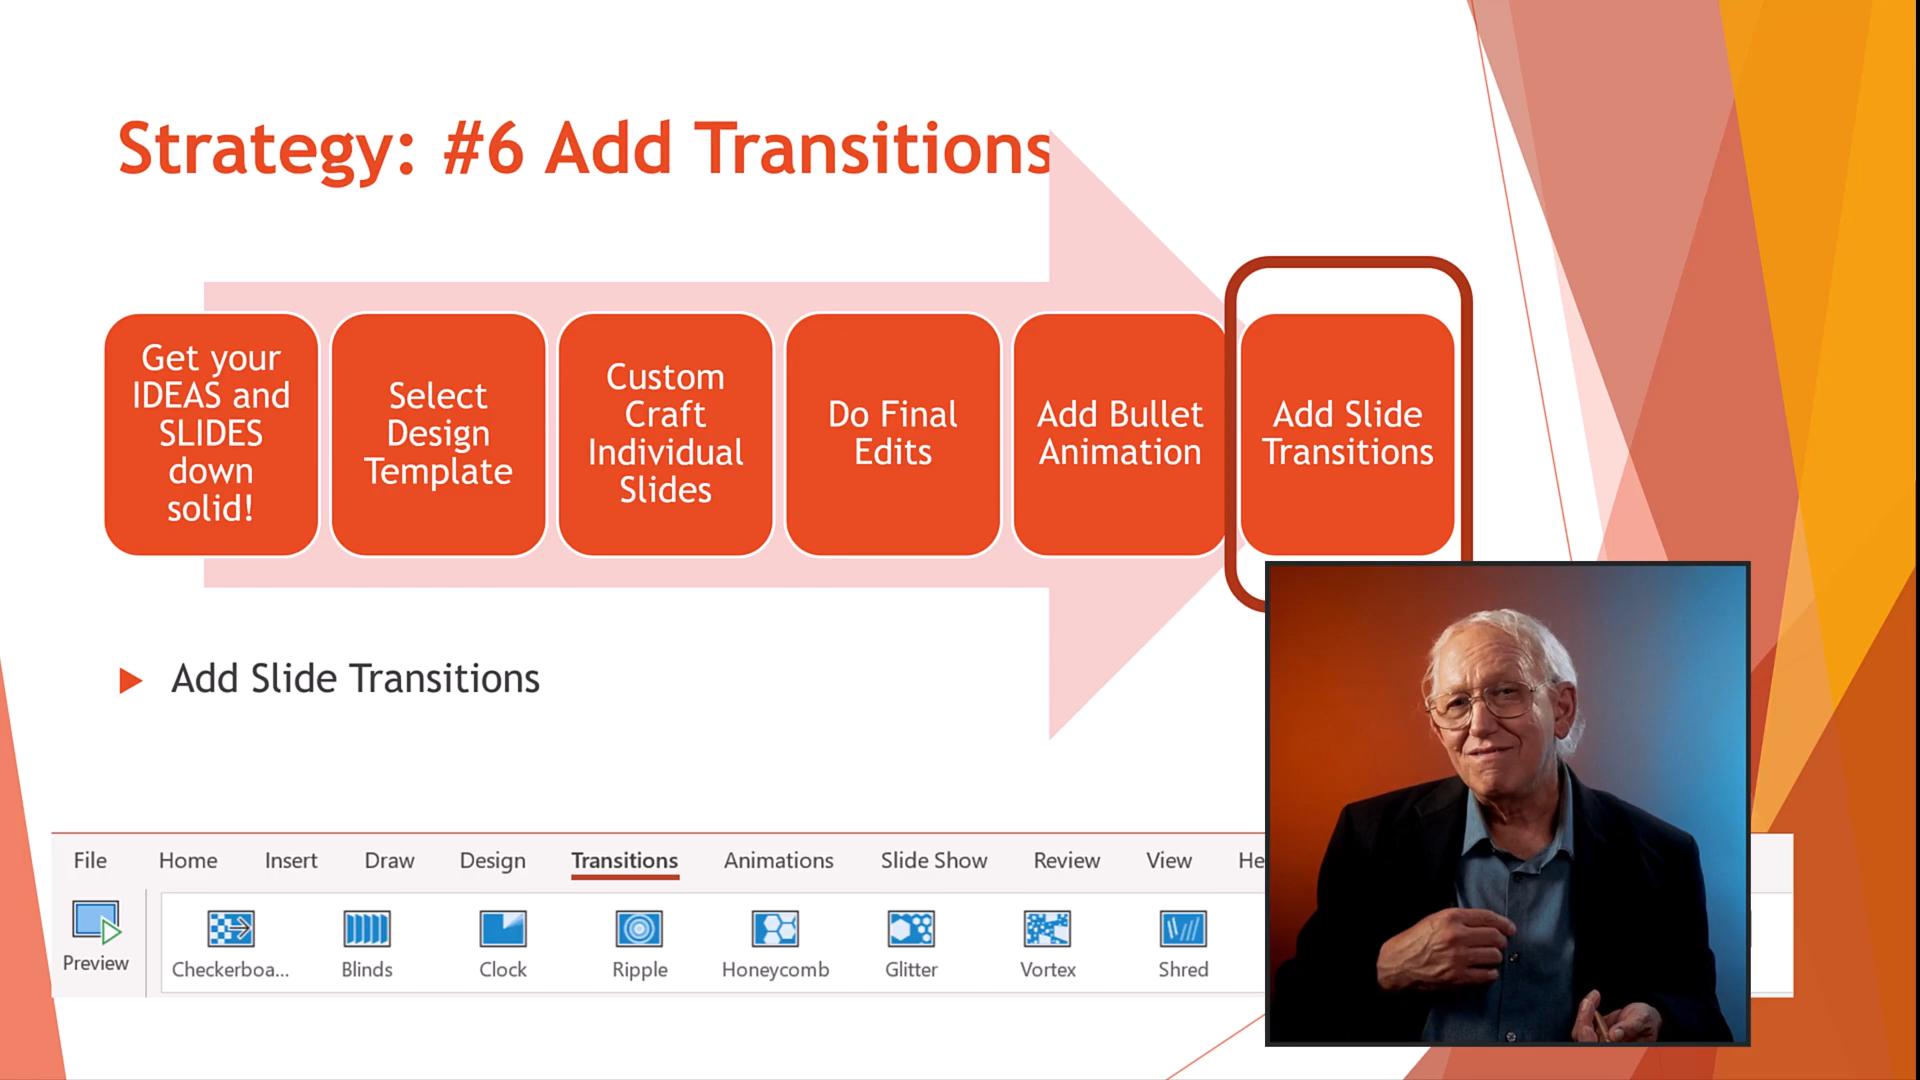 Strategy: #6 Add Transitions
Get your
IDEAS and
SLIDES
down
solid!
Select
Design
Template
Custom
Craft
Individual
Slides
Do Final
Edits
Add Bullet
Animation
Add Slide
Transitions
Add Slide Transitions
File Home Insert Draw Design Transitions Animations Slide Show Review View He
Preview
Checkerboa... Blinds Clock Ripple Honeycomb Glitter Vortex Shred